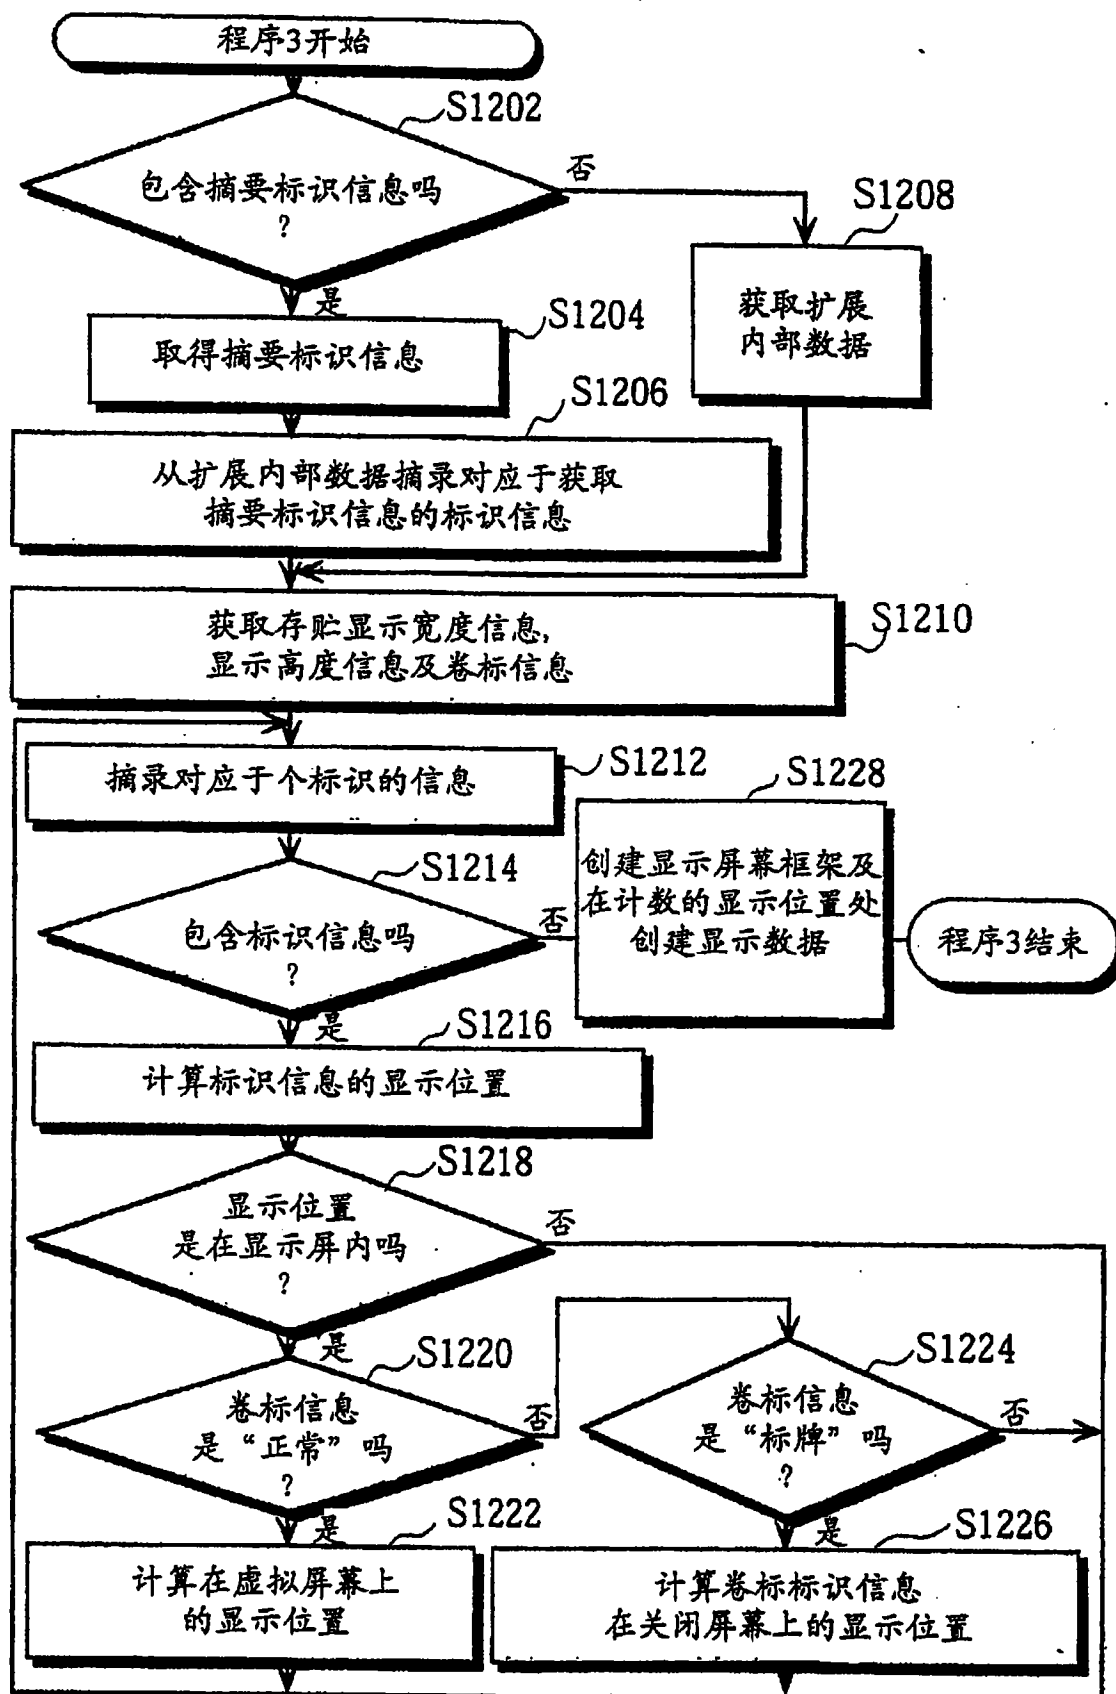 程序3开始
S1202
包含摘要标识信息吗
?
否
是
S1208
获取扩展
内部数据
S1204
取得摘要标识信息
S1206
从扩展内部数据摘录对应于获取
摘要标识信息的标识信息
S1210
获取存贮显示宽度信息,
显示高度信息及卷标信息
S1212
摘录对应于个标识的信息
S1214
包含标识信息吗
?
否
是
S1228
创建显示屏幕框架及
在计数的显示位置处
创建显示数据
程序3结束
S1216
计算标识信息的显示位置
S1218
显示位置
是在显示屏内吗
?
否
是
S1220
卷标信息
是“正常”吗
?
否
是
S1224
卷标信息
是“标牌”吗
?
否
是
S1222
计算在虚拟屏幕上
的显示位置
S1226
计算卷标标识信息
在关闭屏幕上的显示位置